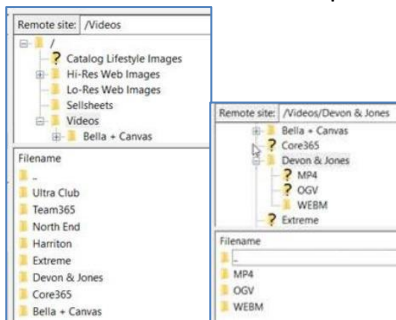 Remote site: /Videos
/
? Catalog Lifestyle Images
Hi-Res Web Images
Lo-Res Web Images
Sellsheets
Videos
Bella + Canvas
Filename
..
Ultra Club
Team365
North End
Harriton
Extreme
Devon & Jones
Core365
Bella + Canvas
Remote site: /Videos/Devon & Jones
Bella + Canvas
? Core365
Devon & Jones
? MP4
? OGV
WEBM
? Extreme
Filename
..
MP4
OGV
WEBM